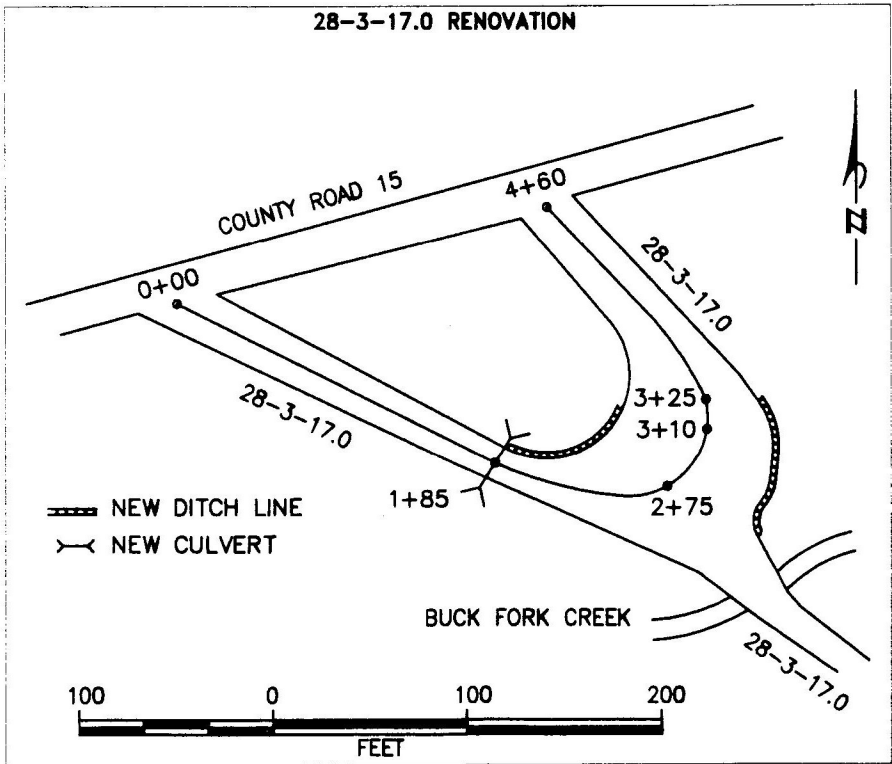 28-3-17.0 RENOVATION
COUNTY ROAD 15
4+60
0+00
28-3-17.0
28-3-17.0
3+25
3+10
1+85
2+75
NEW DITCH LINE
NEW CULVERT
BUCK FORK CREEK
28-3-17.0
100 0 100 200
FEET